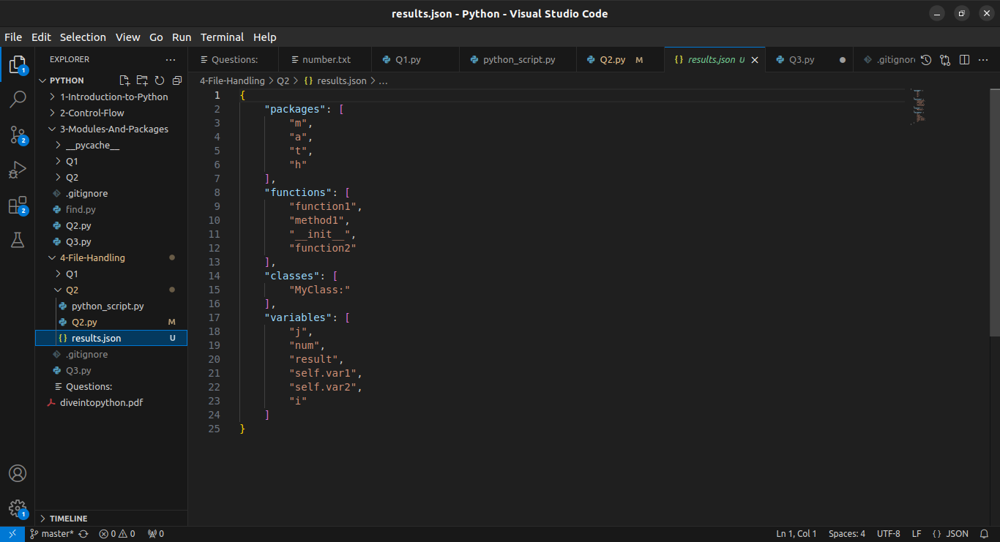 results.json - Python - Visual Studio Code
File Edit Selection View Go Run Terminal Help
EXPLORER
Questions: number.txt Q1.py python_script.py Q2.py M results.json U Q3.py .gitignor
PYTHON
4-File-Handling > Q2 > {} results.json > ...
1-Introduction-to-Python
2-Control-Flow
3-Modules-And-Packages
__pycache__
Q1
Q2
.gitignore
find.py
Q2.py
Q3.py
4-File-Handling
Q1
Q2
python_script.py
Q2.py M
{} results.json U
.gitignore
Q3.py
Questions:
diveintopython.pdf
TIMELINE
1 {
2 "packages": [
3 "m",
4 "a",
5 "t",
6 "h"
7 ],
8 "functions": [
9 "function1",
10 "method1",
11 "__init__",
12 "function2"
13 ],
14 "classes": [
15 "MyClass:"
16 ],
17 "variables": [
18 "j",
19 "num",
20 "result",
21 "self.var1",
22 "self.var2",
23 "i"
24 ]
25 }
1
2
2
1
master* 0 0 0 Ln 1, Col 1 Spaces: 4 UTF-8 LF {} JSON